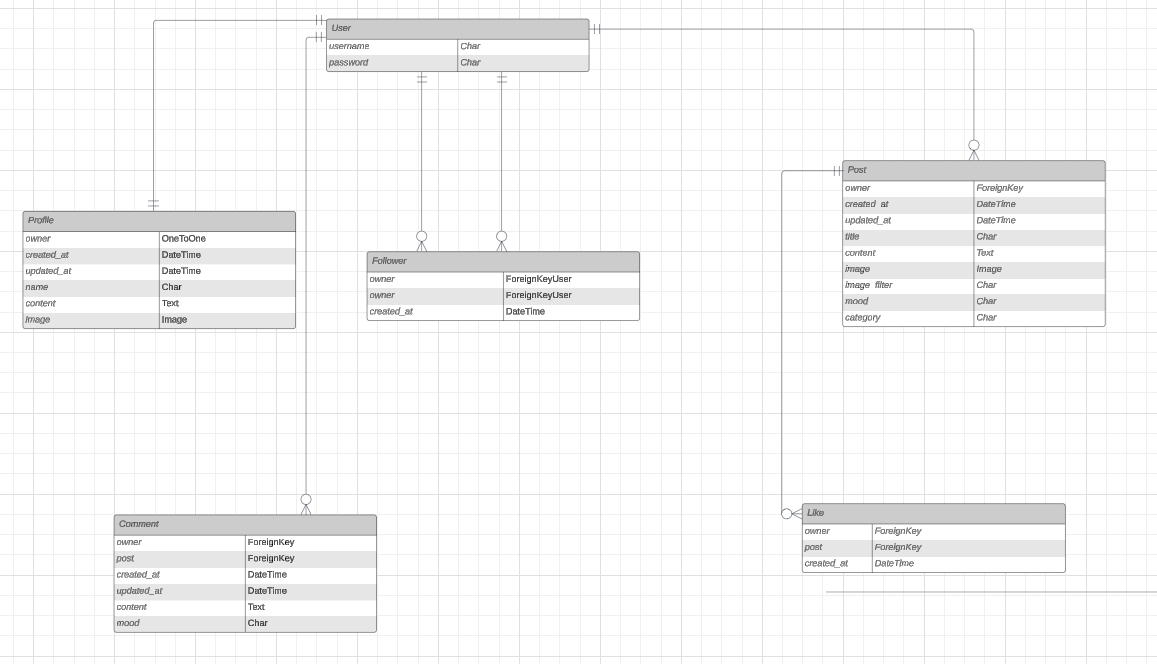 User
username Char
password Char
Post
owner ForeignKey
created_at DateTime
updated_at DateTime
title Char
content Text
image Image
image_filter Char
mood Char
category Char
Profile
owner OneToOne
created_at DateTime
updated_at DateTime
name Char
content Text
image Image
Follower
owner ForeignKeyUser
owner ForeignKeyUser
created_at DateTime
Comment
owner ForeignKey
post ForeignKey
created_at DateTime
updated_at DateTime
content Text
mood Char
Like
owner ForeignKey
post ForeignKey
created_at DateTime